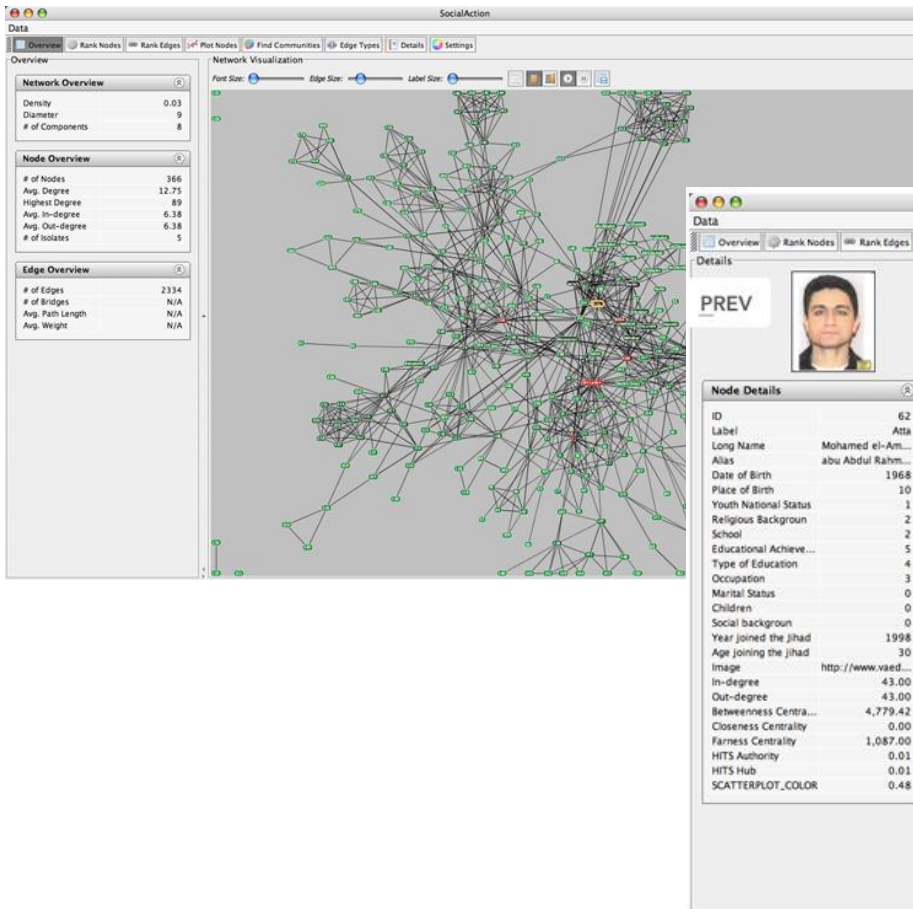 SocialAction
Data
Overview Rank Nodes Rank Edges Plot Nodes Find Communities Edge Types Details Settings
Overview
Network Overview
Density 0.03
Diameter 9
# of Components 8
Node Overview
# of Nodes 366
Avg. Degree 12.75
Highest Degree 89
Avg. In-degree 6.38
Avg. Out-degree 6.38
# of Isolates 5
Edge Overview
# of Edges 2334
# of Bridges N/A
Avg. Path Length N/A
Avg. Weight N/A
Network Visualization
Font Size: Edge Size: Label Size:
Data
Overview Rank Nodes Rank Edges
Details
PREV
Node Details
ID 62
Label Atta
Long Name Mohamed el-Am...
Alias abu Abdul Rahm...
Date of Birth 1968
Place of Birth 10
Youth National Status 1
Religious Backgroun 2
School 2
Educational Achieve... 5
Type of Education 4
Occupation 3
Marital Status 0
Children 0
Social backgroun 0
Year joined the Jihad 1998
Age joining the jihad 30
Image http://www.vaed...
In-degree 43.00
Out-degree 43.00
Betweenness Centra... 4,779.42
Closeness Centrality 0.00
Farness Centrality 1,087.00
HITS Authority 0.01
HITS Hub 0.01
SCATTERPLOT_COLOR 0.48